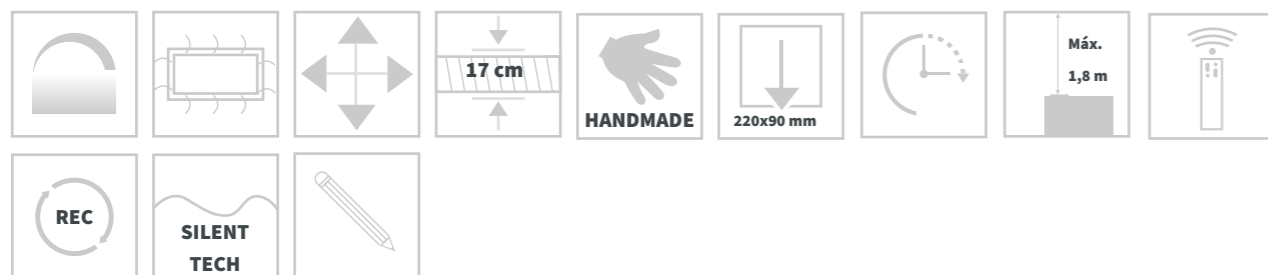 17 cm
HANDMADE
220x90 mm
Máx.
1,8 m
REC
SILENT
TECH